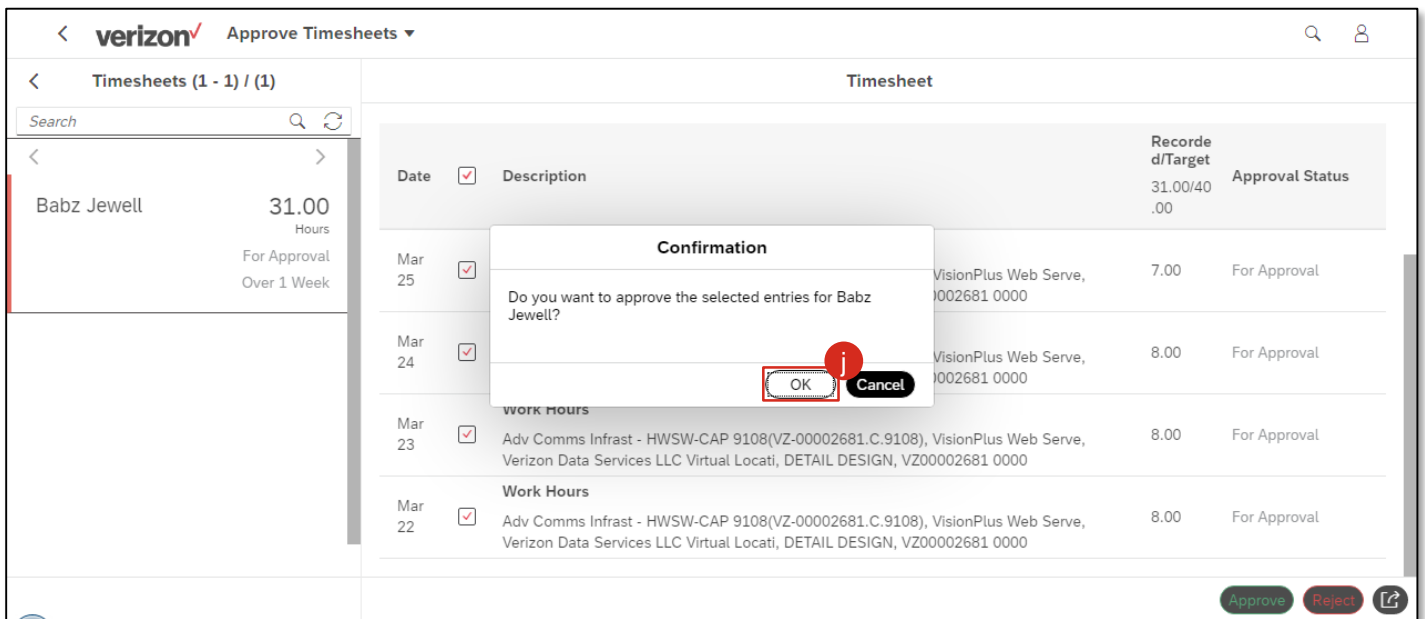 verizon Approve Timesheets
Timesheets (1 - 1) / (1)
Timesheet
Search
Babz Jewell 31.00
Hours
For Approval
Over 1 Week
Date Description Recorde
d/Target
31.00/40
.00 Approval Status
Mar
25
VisionPlus Web Serve,
0002681 0000
7.00 For Approval
Mar
24
VisionPlus Web Serve,
0002681 0000
8.00 For Approval
Confirmation
Do you want to approve the selected entries for Babz
Jewell?
j
OK Cancel
Mar
23
Work Hours
Adv Comms Infrast - HWSW-CAP 9108(VZ-00002681.C.9108), VisionPlus Web Serve,
Verizon Data Services LLC Virtual Locati, DETAIL DESIGN, VZ00002681 0000
8.00 For Approval
Mar
22
Work Hours
Adv Comms Infrast - HWSW-CAP 9108(VZ-00002681.C.9108), VisionPlus Web Serve,
Verizon Data Services LLC Virtual Locati, DETAIL DESIGN, VZ00002681 0000
8.00 For Approval
Approve Reject